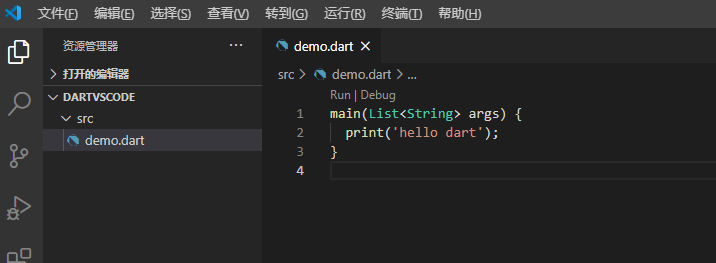 文件(F) 编辑(E) 选择(S) 查看(V) 转到(G) 运行(R) 终端(T) 帮助(H)
资源管理器 ···
打开的编辑器
DARTVSCODE
src
demo.dart
demo.dart
src > demo.dart > ...
Run | Debug
1 main(List<String> args) {
2 print('hello dart');
3 }
4